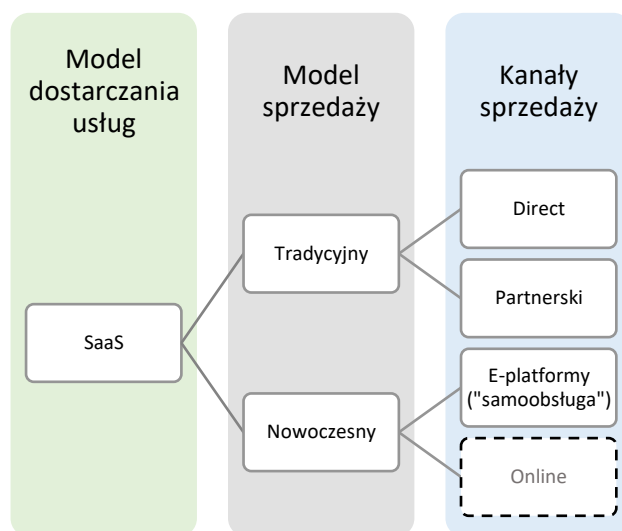 Model
dostarczania
usług
Model
sprzedaży
Kanały
sprzedaży
SaaS
Tradycyjny
Nowoczesny
Direct
Partnerski
E-platformy
("samoobsługa")
Online